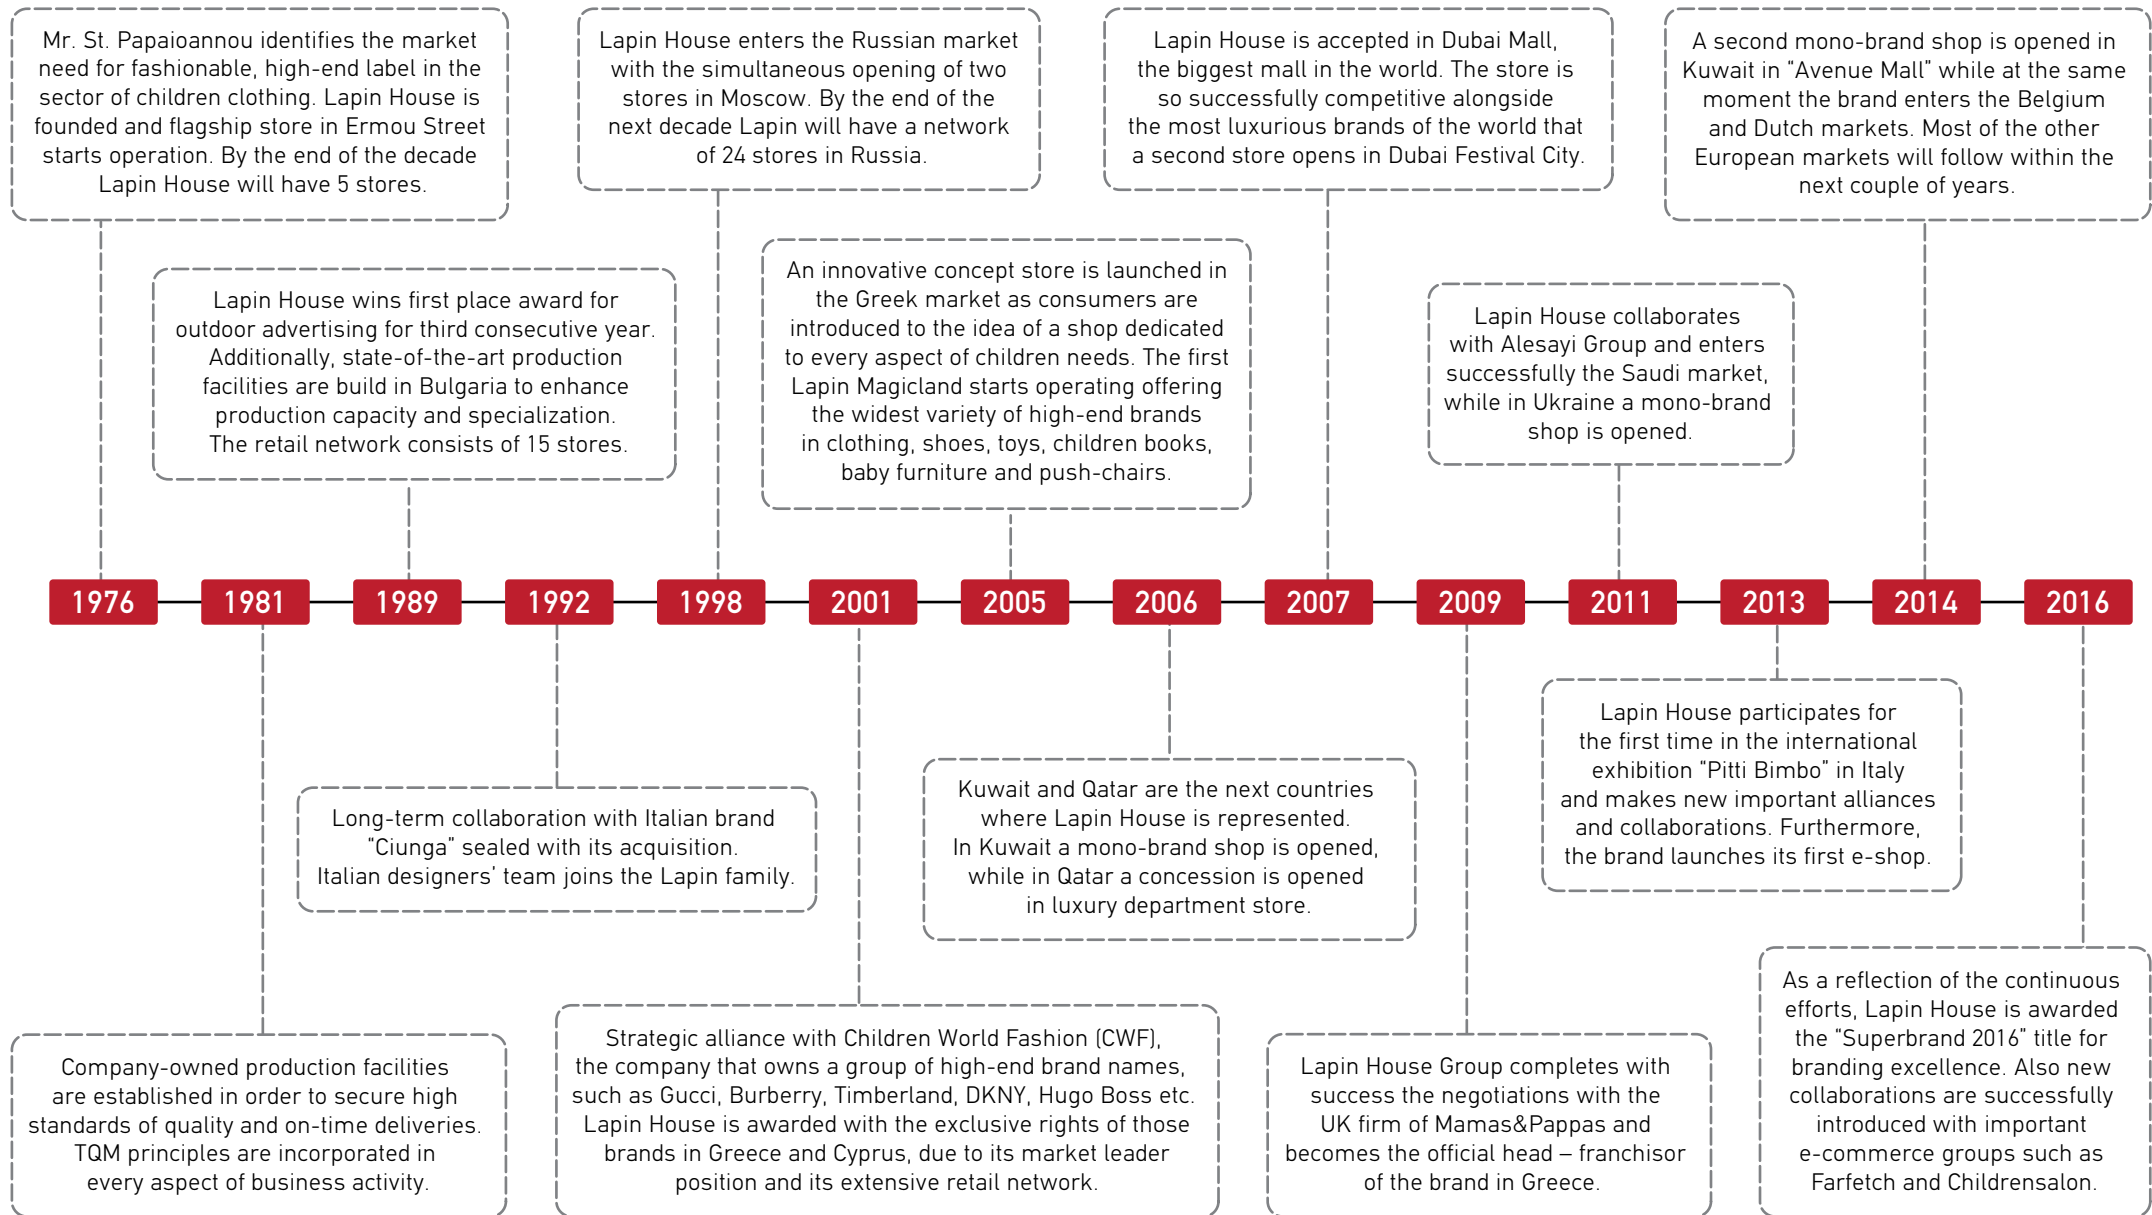 Mr. St. Papaioannou identifies the market
need for fashionable, high-end label in the
sector of children clothing. Lapin House is
founded and flagship store in Ermou Street
starts operation. By the end of the decade
Lapin House will have 5 stores.
Lapin House enters the Russian market
with the simultaneous opening of two
stores in Moscow. By the end of the
next decade Lapin will have a network
of 24 stores in Russia.
Lapin House is accepted in Dubai Mall,
the biggest mall in the world. The store is
so successfully competitive alongside
the most luxurious brands of the world that
a second store opens in Dubai Festival City.
A second mono-brand shop is opened in
Kuwait in "Avenue Mall" while at the same
moment the brand enters the Belgium
and Dutch markets. Most of the other
European markets will follow within the
next couple of years.
Lapin House wins first place award for
outdoor advertising for third consecutive year.
Additionally, state-of-the-art production
facilities are build in Bulgaria to enhance
production capacity and specialization.
The retail network consists of 15 stores.
An innovative concept store is launched in
the Greek market as consumers are
introduced to the idea of a shop dedicated
to every aspect of children needs. The first
Lapin Magicland starts operating offering
the widest variety of high-end brands
in clothing, shoes, toys, children books,
baby furniture and push-chairs.
Lapin House collaborates
with Alesayi Group and enters
successfully the Saudi market,
while in Ukraine a mono-brand
shop is opened.
1976
1981
1989
1992
1998
2001
2005
2006
2007
2009
2011
2013
2014
2016
Long-term collaboration with Italian brand
"Ciunga" sealed with its acquisition.
Italian designers' team joins the Lapin family.
Kuwait and Qatar are the next countries
where Lapin House is represented.
In Kuwait a mono-brand shop is opened,
while in Qatar a concession is opened
in luxury department store.
Lapin House participates for
the first time in the international
exhibition "Pitti Bimbo" in Italy
and makes new important alliances
and collaborations. Furthermore,
the brand launches its first e-shop.
Company-owned production facilities
are established in order to secure high
standards of quality and on-time deliveries.
TQM principles are incorporated in
every aspect of business activity.
Strategic alliance with Children World Fashion (CWF),
the company that owns a group of high-end brand names,
such as Gucci, Burberry, Timberland, DKNY, Hugo Boss etc.
Lapin House is awarded with the exclusive rights of those
brands in Greece and Cyprus, due to its market leader
position and its extensive retail network.
Lapin House Group completes with
success the negotiations with the
UK firm of Mamas&Pappas and
becomes the official head – franchisor
of the brand in Greece.
As a reflection of the continuous
efforts, Lapin House is awarded
the "Superbrand 2016" title for
branding excellence. Also new
collaborations are successfully
introduced with important
e-commerce groups such as
Farfetch and Childrensalon.